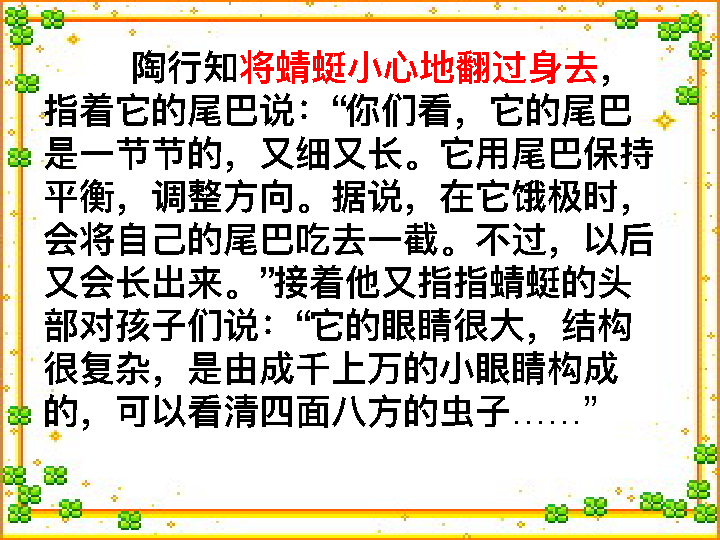 陶行知将蜻蜓小心地翻过身去，
指着它的尾巴说：“你们看，它的尾巴
是一节节的，又细又长。它用尾巴保持
平衡，调整方向。据说，在它饿极时，
会将自己的尾巴吃去一截。不过，以后
又会长出来。”接着他又指指蜻蜓的头
部对孩子们说：“它的眼睛很大，结构
很复杂，是由成千上万的小眼睛构成
的，可以看清四面八方的虫子……”